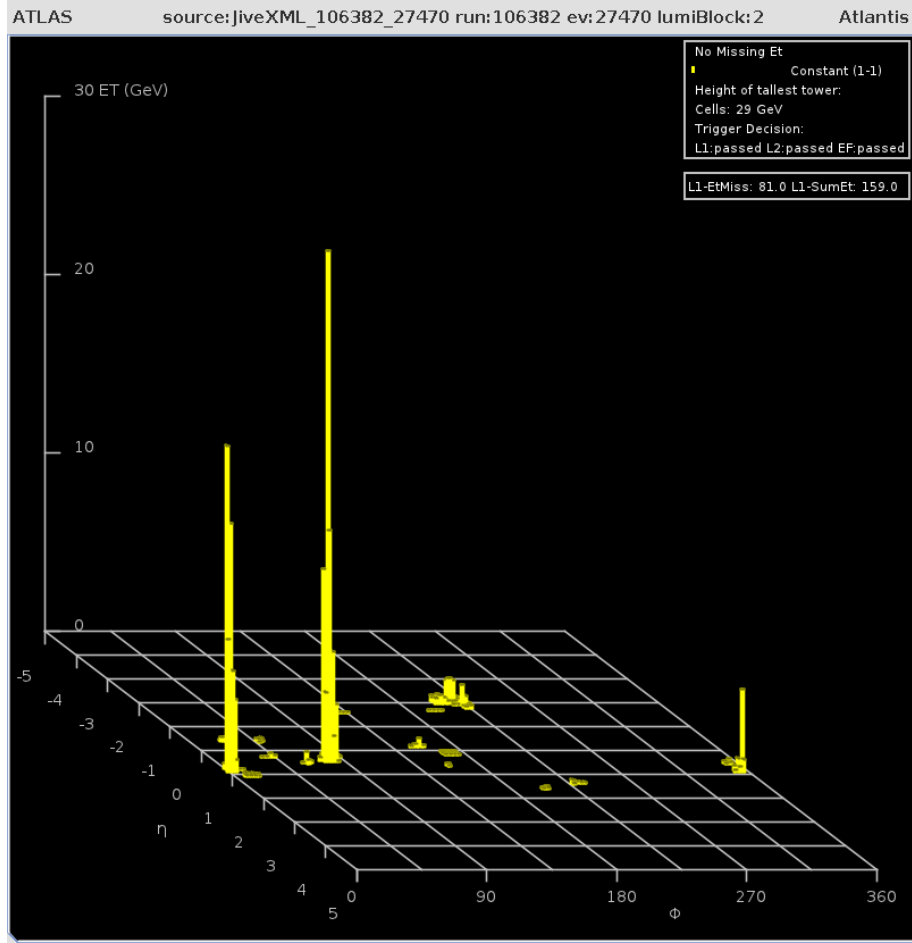 ATLAS source:JiveXML_106382_27470 run:106382 ev:27470 lumiBlock:2 Atlantis
No Missing Et
Constant (1-1)
Height of tallest tower:
Cells: 29 GeV
Trigger Decision:
L1:passed L2:passed EF:passed
L1-EtMiss: 81.0 L1-SumEt: 159.0
30 ET (GeV)
20
10
0
-5
-4
-3
-2
-1
0
1
2
3
4
5
η
0 90 180 270 360
Φ